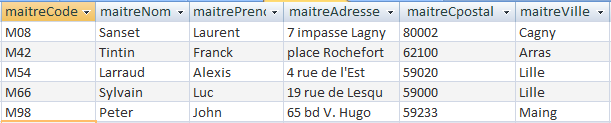 maitreCode maitreNom maitrePrend maitreAdresse maitreCpostal maitreVille
M08 Sanset Laurent 7 impasse Lagny 80002 Cagny
M42 Tintin Franck place Rochefort 62100 Arras
M54 Larraud Alexis 4 rue de l'Est 59020 Lille
M66 Sylvain Luc 19 rue de Lesqu 59000 Lille
M98 Peter John 65 bd V. Hugo 59233 Maing